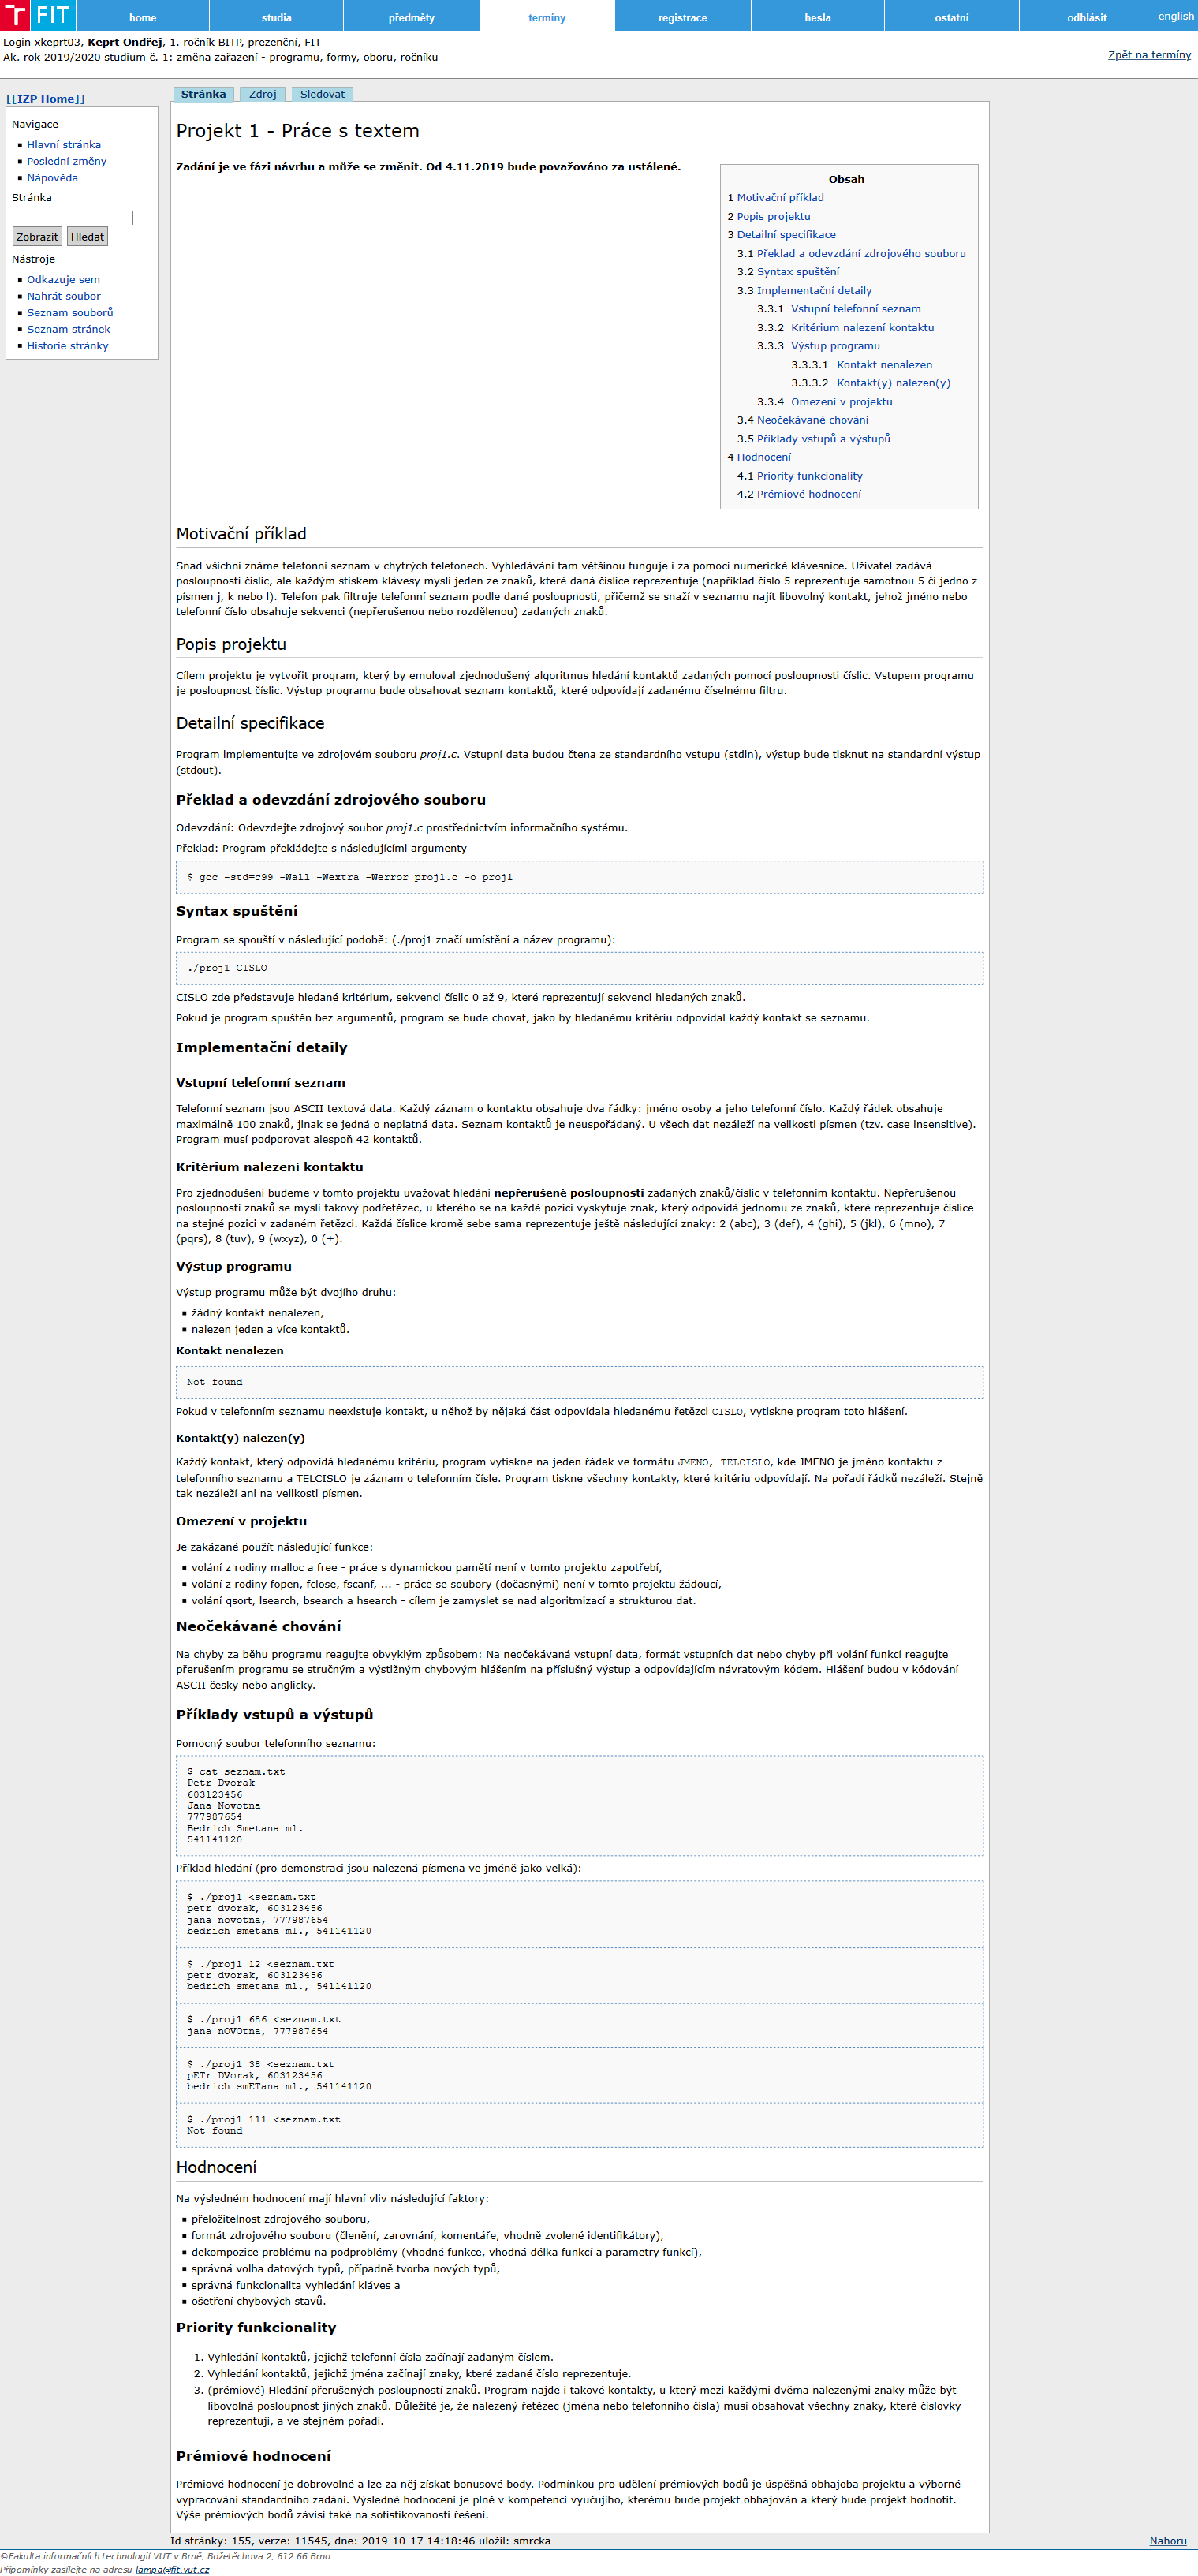 FIT
home
studia
předměty
termíny
registrace
hesla
ostatní
odhlásit
english
Login xkeprt03, Keprt Ondřej, 1. ročník BITP, prezenční, FIT
Ak. rok 2019/2020 studium č. 1: změna zařazení - programu, formy, oboru, ročníku
Zpět na termíny
[[IZP Home]]
Navigace
Hlavní stránka
Poslední změny
Nápověda
Stránka
Zobrazit Hledat
Nástroje
Odkazuje sem
Nahrát soubor
Seznam souborů
Seznam stránek
Historie stránky
Stránka Zdroj Sledovat
Projekt 1 - Práce s textem
Zadání je ve fázi návrhu a může se změnit. Od 4.11.2019 bude považováno za ustálené.
Obsah
1 Motivační příklad
2 Popis projektu
3 Detailní specifikace
3.1 Překlad a odevzdání zdrojového souboru
3.2 Syntax spuštění
3.3 Implementační detaily
3.3.1 Vstupní telefonní seznam
3.3.2 Kritérium nalezení kontaktu
3.3.3 Výstup programu
3.3.3.1 Kontakt nenalezen
3.3.3.2 Kontakt(y) nalezen(y)
3.3.4 Omezení v projektu
3.4 Neočekávané chování
3.5 Příklady vstupů a výstupů
4 Hodnocení
4.1 Priority funkcionality
4.2 Prémiové hodnocení
Motivační příklad
Snad všichni známe telefonní seznam v chytrých telefonech. Vyhledávání tam většinou funguje i za pomocí numerické klávesnice. Uživatel zadává
posloupnosti číslic, ale každým stiskem klávesy myslí jeden ze znaků, které daná číslice reprezentuje (například číslo 5 reprezentuje samotnou 5 či jedno z
písmen j, k nebo l). Telefon pak filtruje telefonní seznam podle dané posloupnosti, přičemž se snaží v seznamu najít libovolný kontakt, jehož jméno nebo
telefonní číslo obsahuje sekvenci (nepřerušenou nebo rozdělenou) zadaných znaků.
Popis projektu
Cílem projektu je vytvořit program, který by emuloval zjednodušený algoritmus hledání kontaktů zadaných pomocí posloupnosti číslic. Vstupem programu
je posloupnost číslic. Výstup programu bude obsahovat seznam kontaktů, které odpovídají zadanému číselnému filtru.
Detailní specifikace
Program implementujte ve zdrojovém souboru proj1.c. Vstupní data budou čtena ze standardního vstupu (stdin), výstup bude tisknut na standardní výstup
(stdout).
Překlad a odevzdání zdrojového souboru
Odevzdání: Odevzdejte zdrojový soubor proj1.c prostřednictvím informačního systému.
Překlad: Program překládejte s následujícími argumenty
$ gcc -std=c99 -Wall -Wextra -Werror proj1.c -o proj1
Syntax spuštění
Program se spouští v následující podobě: (./proj1 značí umístění a název programu):
./proj1 CISLO
CISLO zde představuje hledané kritérium, sekvenci číslic 0 až 9, které reprezentují sekvenci hledaných znaků.
Pokud je program spuštěn bez argumentů, program se bude chovat, jako by hledanému kritériu odpovídal každý kontakt se seznamu.
Implementační detaily
Vstupní telefonní seznam
Telefonní seznam jsou ASCII textová data. Každý záznam o kontaktu obsahuje dva řádky: jméno osoby a jeho telefonní číslo. Každý řádek obsahuje
maximálně 100 znaků, jinak se jedná o neplatná data. Seznam kontaktů je neuspořádaný. U všech dat nezáleží na velikosti písmen (tzv. case insensitive).
Program musí podporovat alespoň 42 kontaktů.
Kritérium nalezení kontaktu
Pro zjednodušení budeme v tomto projektu uvažovat hledání nepřerušené posloupnosti zadaných znaků/číslic v telefonním kontaktu. Nepřerušenou
posloupností znaků se myslí takový podřetězec, u kterého se na každé pozici vyskytuje znak, který odpovídá jednomu ze znaků, které reprezentuje číslice
na stejné pozici v zadaném řetězci. Každá číslice kromě sebe sama reprezentuje ještě následující znaky: 2 (abc), 3 (def), 4 (ghi), 5 (jkl), 6 (mno), 7
(pqrs), 8 (tuv), 9 (wxyz), 0 (+).
Výstup programu
Výstup programu může být dvojího druhu:
žádný kontakt nenalezen,
nalezen jeden a více kontaktů.
Kontakt nenalezen
Not found
Pokud v telefonním seznamu neexistuje kontakt, u něhož by nějaká část odpovídala hledanému řetězci CISLO, vytiskne program toto hlášení.
Kontakt(y) nalezen(y)
Každý kontakt, který odpovídá hledanému kritériu, program vytiskne na jeden řádek ve formátu JMENO, TELCISLO, kde JMENO je jméno kontaktu z
telefonního seznamu a TELCISLO je záznam o telefonním čísle. Program tiskne všechny kontakty, které kritériu odpovídají. Na pořadí řádků nezáleží. Stejně
tak nezáleží ani na velikosti písmen.
Omezení v projektu
Je zakázané použít následující funkce:
volání z rodiny malloc a free - práce s dynamickou pamětí není v tomto projektu zapotřebí,
volání z rodiny fopen, fclose, fscanf, ... - práce se soubory (dočasnými) není v tomto projektu žádoucí,
volání qsort, lsearch, bsearch a hsearch - cílem je zamyslet se nad algoritmizací a strukturou dat.
Neočekávané chování
Na chyby za běhu programu reagujte obvyklým způsobem: Na neočekávaná vstupní data, formát vstupních dat nebo chyby při volání funkcí reagujte
přerušením programu se stručným a výstižným chybovým hlášením na příslušný výstup a odpovídajícím návratovým kódem. Hlášení budou v kódování
ASCII česky nebo anglicky.
Příklady vstupů a výstupů
Pomocný soubor telefonního seznamu:
$ cat seznam.txt
Petr Dvorak
603123456
Jana Novotna
777987654
Bedrich Smetana ml.
541141120
Příklad hledání (pro demonstraci jsou nalezená písmena ve jméně jako velká):
$ ./proj1 <seznam.txt
petr dvorak, 603123456
jana novotna, 777987654
bedrich smetana ml., 541141120
$ ./proj1 12 <seznam.txt
petr dvorak, 603123456
bedrich smetana ml., 541141120
$ ./proj1 686 <seznam.txt
jana nOVOtna, 777987654
$ ./proj1 38 <seznam.txt
pETr DVorak, 603123456
bedrich smETana ml., 541141120
$ ./proj1 111 <seznam.txt
Not found
Hodnocení
Na výsledném hodnocení mají hlavní vliv následující faktory:
přeložitelnost zdrojového souboru,
formát zdrojového souboru (členění, zarovnání, komentáře, vhodně zvolené identifikátory),
dekompozice problému na podproblémy (vhodné funkce, vhodná délka funkcí a parametry funkcí),
správná volba datových typů, případně tvorba nových typů,
správná funkcionalita vyhledání kláves a
ošetření chybových stavů.
Priority funkcionality
1. Vyhledání kontaktů, jejichž telefonní čísla začínají zadaným číslem.
2. Vyhledání kontaktů, jejichž jména začínají znaky, které zadané číslo reprezentuje.
3. (prémiové) Hledání přerušených posloupností znaků. Program najde i takové kontakty, u který mezi každými dvěma nalezenými znaky může být
libovolná posloupnost jiných znaků. Důležité je, že nalezený řetězec (jména nebo telefonního čísla) musí obsahovat všechny znaky, které číslovky
reprezentují, a ve stejném pořadí.
Prémiové hodnocení
Prémiové hodnocení je dobrovolné a lze za něj získat bonusové body. Podmínkou pro udělení prémiových bodů je úspěšná obhajoba projektu a výborné
vypracování standardního zadání. Výsledné hodnocení je plně v kompetenci vyučujího, kterému bude projekt obhajován a který bude projekt hodnotit.
Výše prémiových bodů závisí také na sofistikovanosti řešení.
Id stránky: 155, verze: 11545, dne: 2019-10-17 14:18:46 uložil: smrcka
Nahoru
©Fakulta informačních technologií VUT v Brně, Božetěchova 2, 612 66 Brno
Připomínky zasílejte na adresu lampa@fit.vut.cz